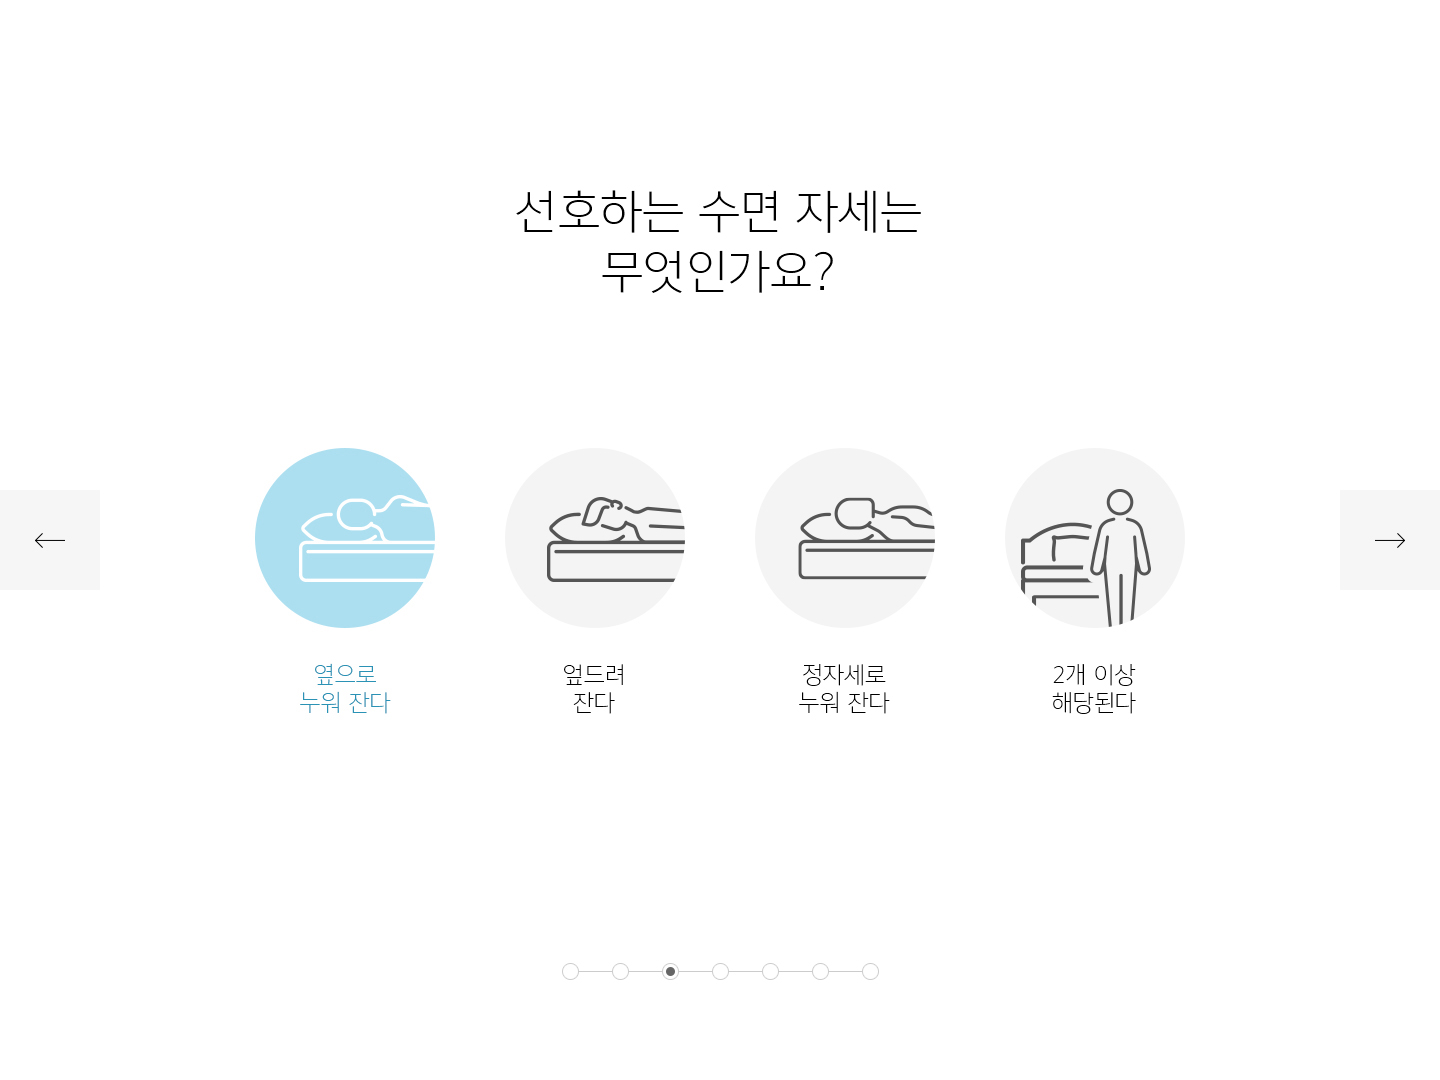 선호하는 수면 자세는
무엇인가요?
옆으로
누워 잔다
엎드려
잔다
정자세로
누워 잔다
2개 이상
해당된다